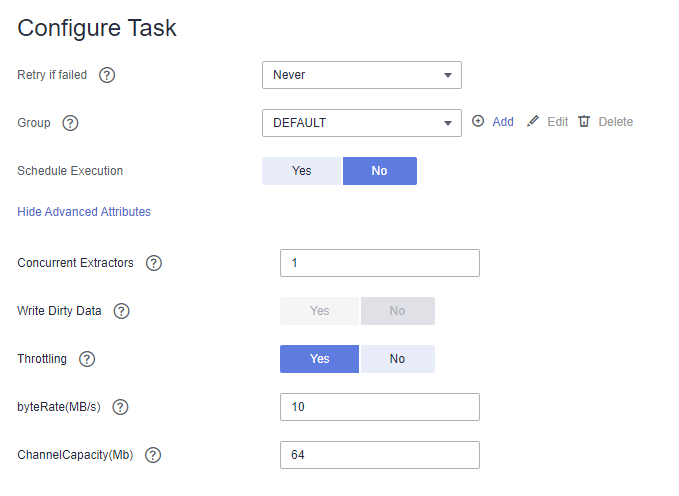 Configure Task
Retry if failed ? Never
Group ? DEFAULT Add Edit Delete
Schedule Execution Yes No
Hide Advanced Attributes
Concurrent Extractors ? 1
Write Dirty Data ? Yes No
Throttling ? Yes No
byteRate(MB/s) ? 10
ChannelCapacity(Mb) ? 64